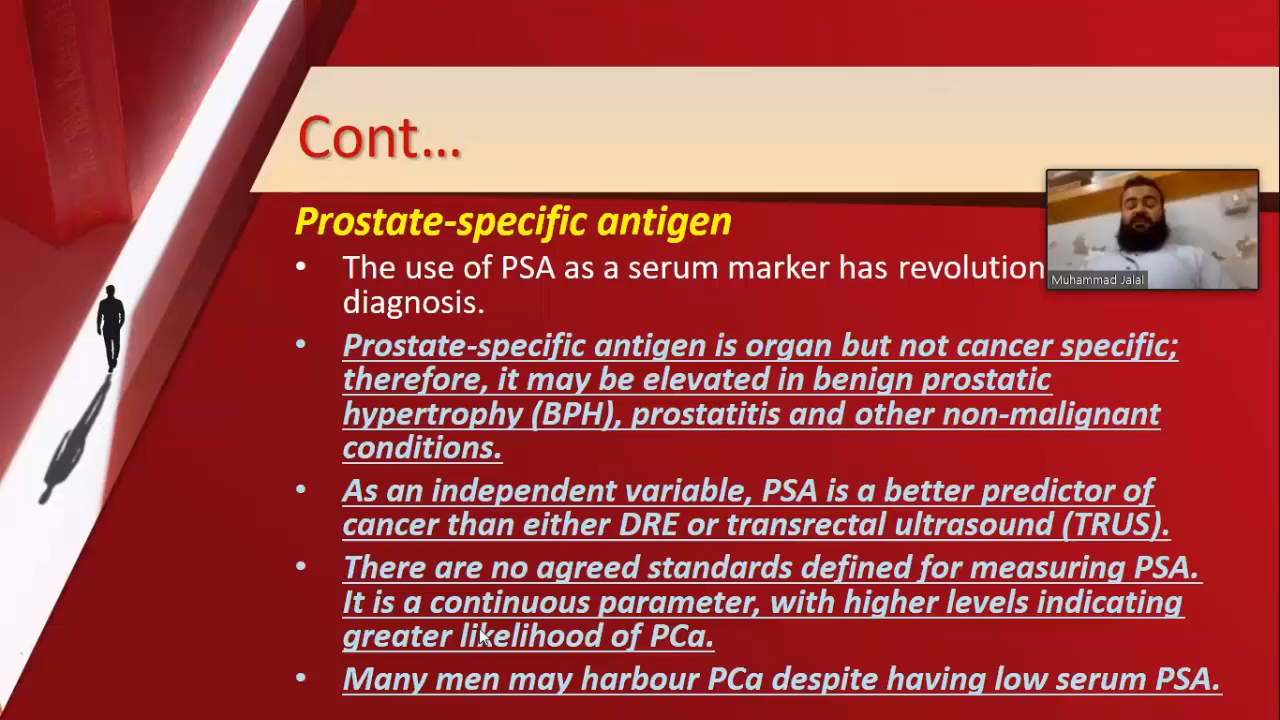 Cont...
Prostate-specific antigen
• The use of PSA as a serum marker has revolution
diagnosis.
• Prostate-specific antigen is organ but not cancer specific;
therefore, it may be elevated in benign prostatic
hypertrophy (BPH), prostatitis and other non-malignant
conditions.
• As an independent variable, PSA is a better predictor of
cancer than either DRE or transrectal ultrasound (TRUS).
• There are no agreed standards defined for measuring PSA.
It is a continuous parameter, with higher levels indicating
greater likelihood of PCa.
• Many men may harbour PCa despite having low serum PSA.
Muhammad Jalal